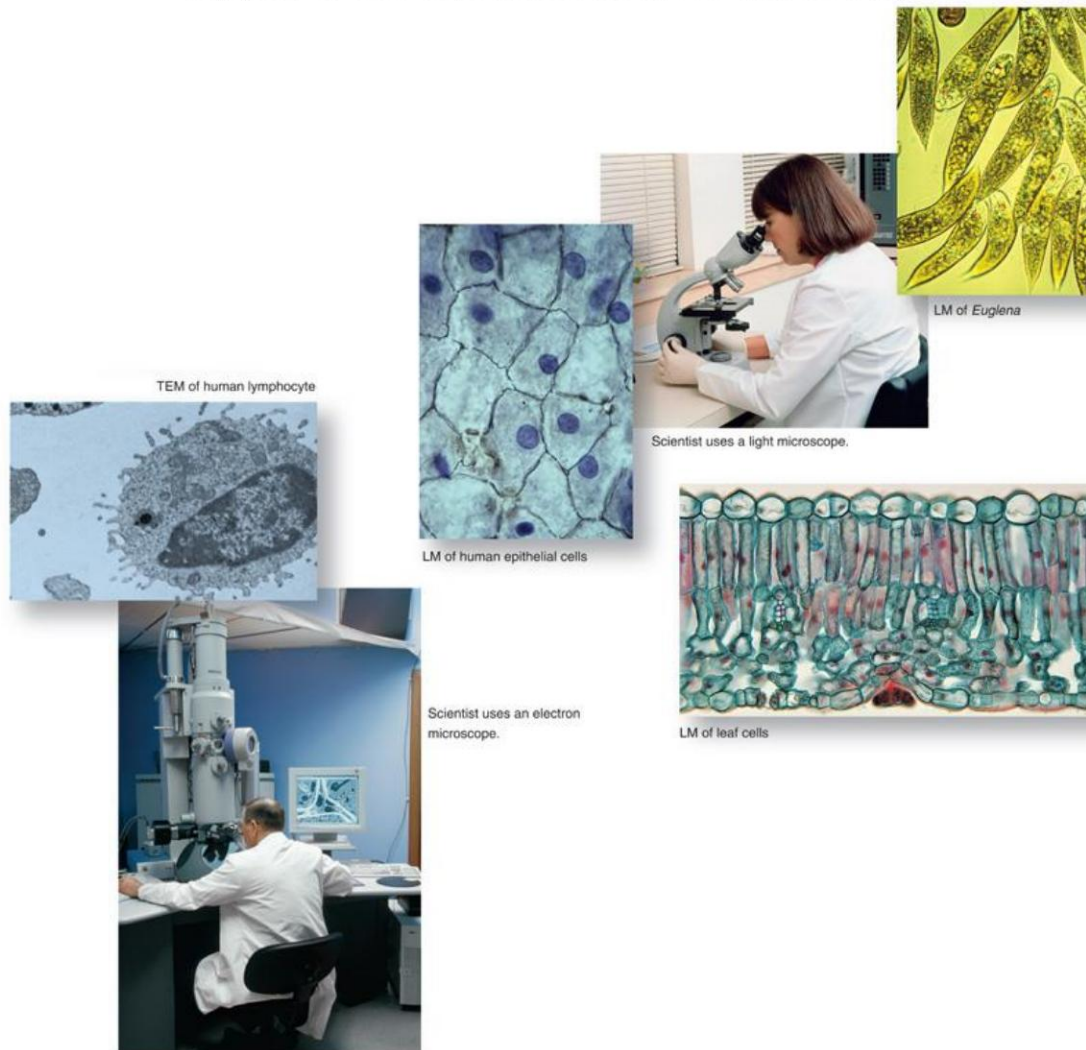 LM of Euglena
TEM of human lymphocyte
Scientist uses a light microscope.
LM of human epithelial cells
Scientist uses an electron
microscope.
LM of leaf cells